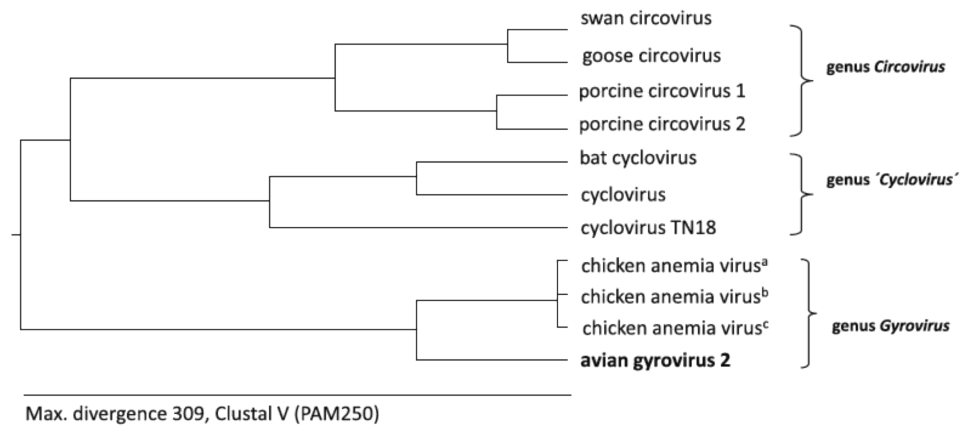 swan circovirus
goose circovirus
genus Circovirus
porcine circovirus 1
porcine circovirus 2
bat cyclovirus
genus ´Cyclovirus´
cyclovirus
cyclovirus TN18
chicken anemia virusᵃ
chicken anemia virusᵇ
chicken anemia virusᶜ
genus Gyrovirus
avian gyrovirus 2
Max. divergence 309, Clustal V (PAM250)